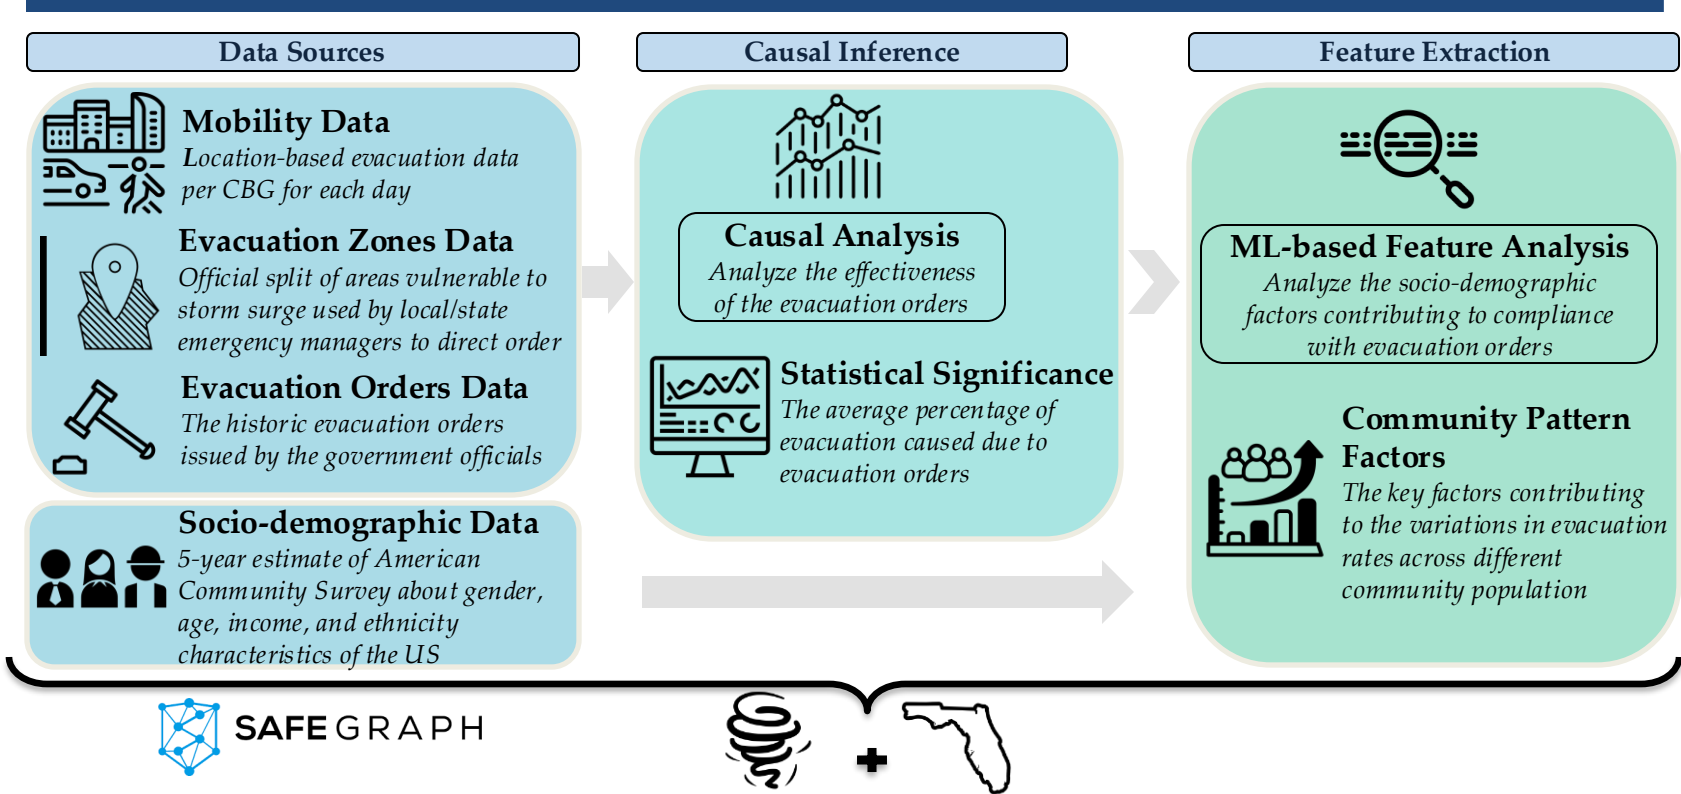 Data Sources
Mobility Data
Location-based evacuation data
per CBG for each day
Evacuation Zones Data
Official split of areas vulnerable to
storm surge used by local/state
emergency managers to direct order
Evacuation Orders Data
The historic evacuation orders
issued by the government officials
Socio-demographic Data
5-year estimate of American
Community Survey about gender,
age, income, and ethnicity
characteristics of the US
Causal Inference
Causal Analysis
Analyze the effectiveness
of the evacuation orders
Statistical Significance
The average percentage of
evacuation caused due to
evacuation orders
Feature Extraction
ML-based Feature Analysis
Analyze the socio-demographic
factors contributing to compliance
with evacuation orders
Community Pattern
Factors
The key factors contributing
to the variations in evacuation
rates across different
community population
SAFEGRAPH